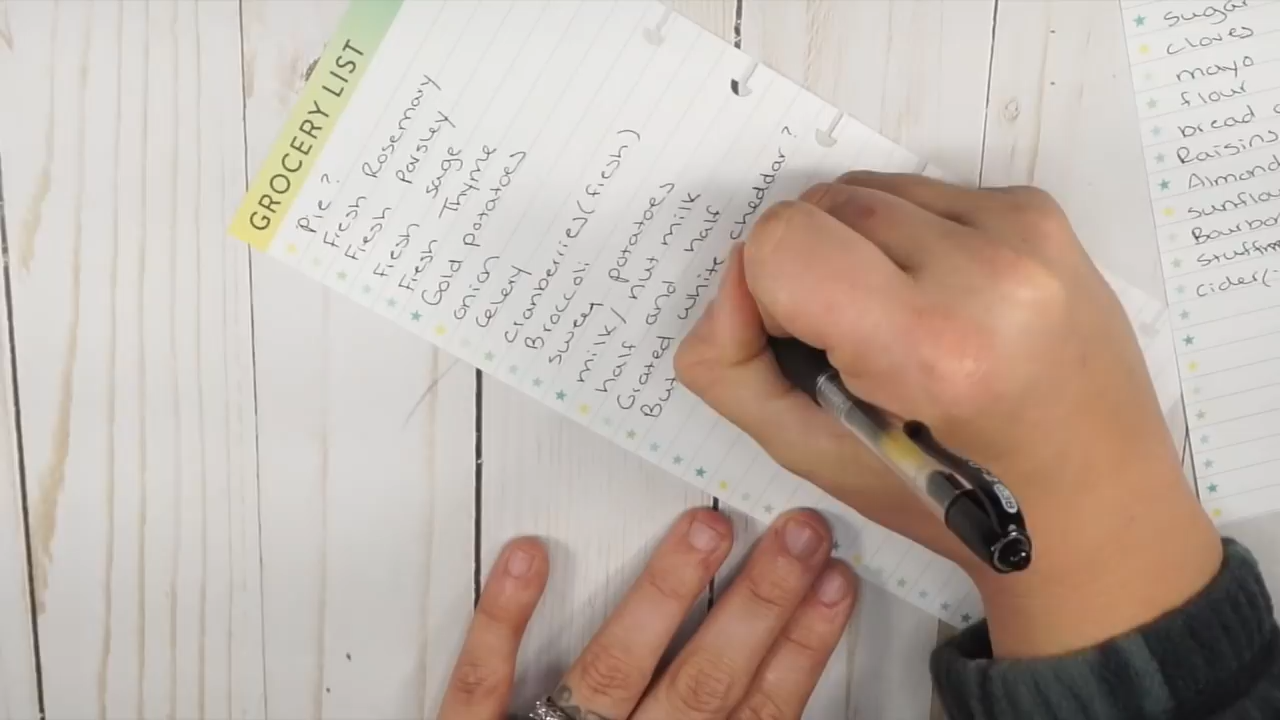 GROCERY LIST
Pie?
Fresh Rosemary
Fresh Parsley
Fresh sage
Fresh Thyme
Gold potatoes
onion
celery
cranberries (fresh)
Broccoli
sweet potatoes
milk / nut milk
half and half
Grated white cheddar?
But
sugar
cloves
mayo
flour
bread
Raisins
Almond
sunflow
Barba
stuffin
cider(